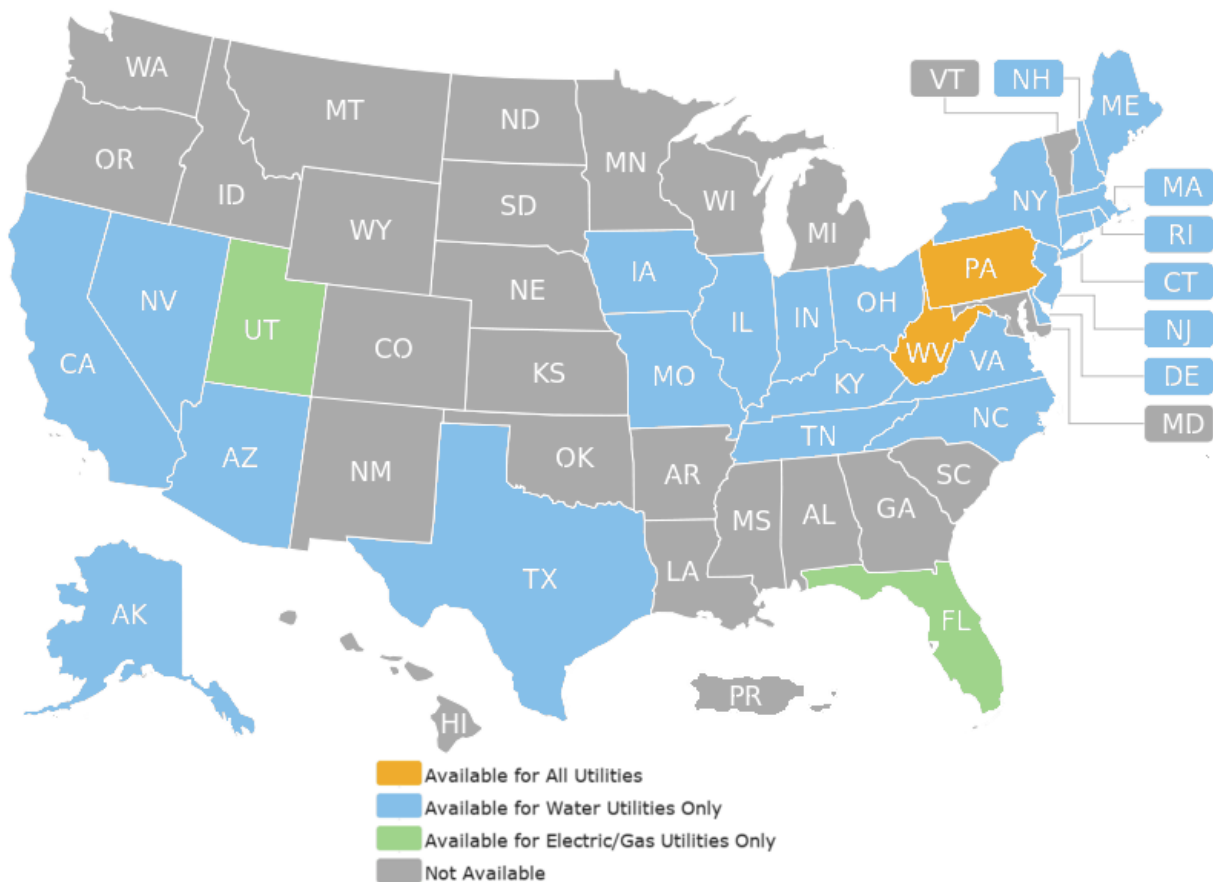 WA
MT
ND
MN
VT
NH
ME
OR
ID
SD
WI
MI
NY
MA
WY
RI
IA
PA
CT
NV
NE
IL
IN
OH
NJ
UT
CA
CO
KS
MO
KY
WV
VA
DE
MD
NC
TN
AZ
NM
OK
AR
SC
MS
AL
GA
TX
LA
AK
FL
PR
HI
Available for All Utilities
Available for Water Utilities Only
Available for Electric/Gas Utilities Only
Not Available